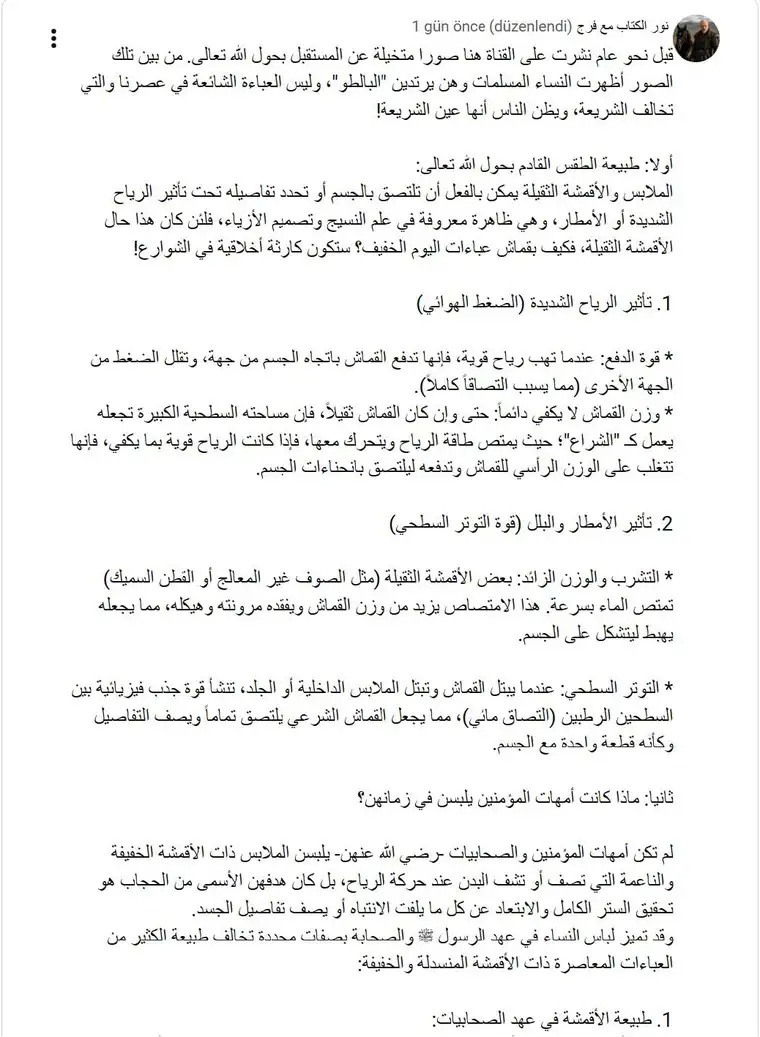 نور الكتاب مع فرج 1 gün önce (düzenlendi)
قبل نحو عام نشرت على القناة هنا صورا متخيلة عن المستقبل بحول الله تعالى. من بين تلك
الصور أظهرت النساء المسلمات وهن يرتدين "البالطو"، وليس العباءة الشائعة في عصرنا والتي
تخالف الشريعة، ويظن الناس أنها عين الشريعة!
أولا: طبيعة الطقس القادم بحول الله تعالى:
الملابس والأقمشة الثقيلة يمكن بالفعل أن تلتصق بالجسم أو تحدد تفاصيله تحت تأثير الرياح
الشديدة أو الأمطار، وهي ظاهرة معروفة في علم النسيج وتصميم الأزياء، فلئن كان هذا حال
الأقمشة الثقيلة، فكيف بقماش عباءات اليوم الخفيف؟ ستكون كارثة أخلاقية في الشوارع!
1. تأثير الرياح الشديدة (الضغط الهوائي)
* قوة الدفع: عندما تهب رياح قوية، فإنها تدفع القماش باتجاه الجسم من جهة، وتقلل الضغط من
الجهة الأخرى (مما يسبب التصاقاً كاملاً).
* وزن القماش لا يكفي دائماً: حتى وإن كان القماش ثقيلاً، فإن مساحته السطحية الكبيرة تجعله
يعمل كـ "الشراع"؛ حيث يمتص طاقة الرياح ويتحرك معها، فإذا كانت الرياح قوية بما يكفي، فإنها
تتغلب على الوزن الرأسي للقماش وتدفعه ليلتصق بانحناءات الجسم.
2. تأثير الأمطار والبلل (قوة التوتر السطحي)
* التشرب والوزن الزائد: بعض الأقمشة الثقيلة (مثل الصوف غير المعالج أو القطن السميك)
تمتص الماء بسرعة. هذا الامتصاص يزيد من وزن القماش ويفقده مرونته وهيكله، مما يجعله
يهبط ليتشكل على الجسم.
* التوتر السطحي: عندما يبتل القماش وتبتل الملابس الداخلية أو الجلد، تنشأ قوة جذب فيزيائية بين
السطحين الرطبين (التصاق مائي)، مما يجعل القماش الشرعي يلتصق تماماً ويصف التفاصيل
وكأنه قطعة واحدة مع الجسم.
ثانيا: ماذا كانت أمهات المؤمنين يلبسن في زمانهن؟
لم تكن أمهات المؤمنين والصحابيات -رضي الله عنهن- يلبسن الملابس ذات الأقمشة الخفيفة
والناعمة التي تصف أو تشف البدن عند حركة الرياح، بل كان هدفهن الأسمى من الحجاب هو
تحقيق الستر الكامل والابتعاد عن كل ما يلفت الانتباه أو يصف تفاصيل الجسد.
وقد تميز لباس النساء في عهد الرسول ﷺ والصحابة بصفات محددة تخالف طبيعة الكثير من
العباءات المعاصرة ذات الأقمشة المنسدلة والخفيفة:
1. طبيعة الأقمشة في عهد الصحابيات: